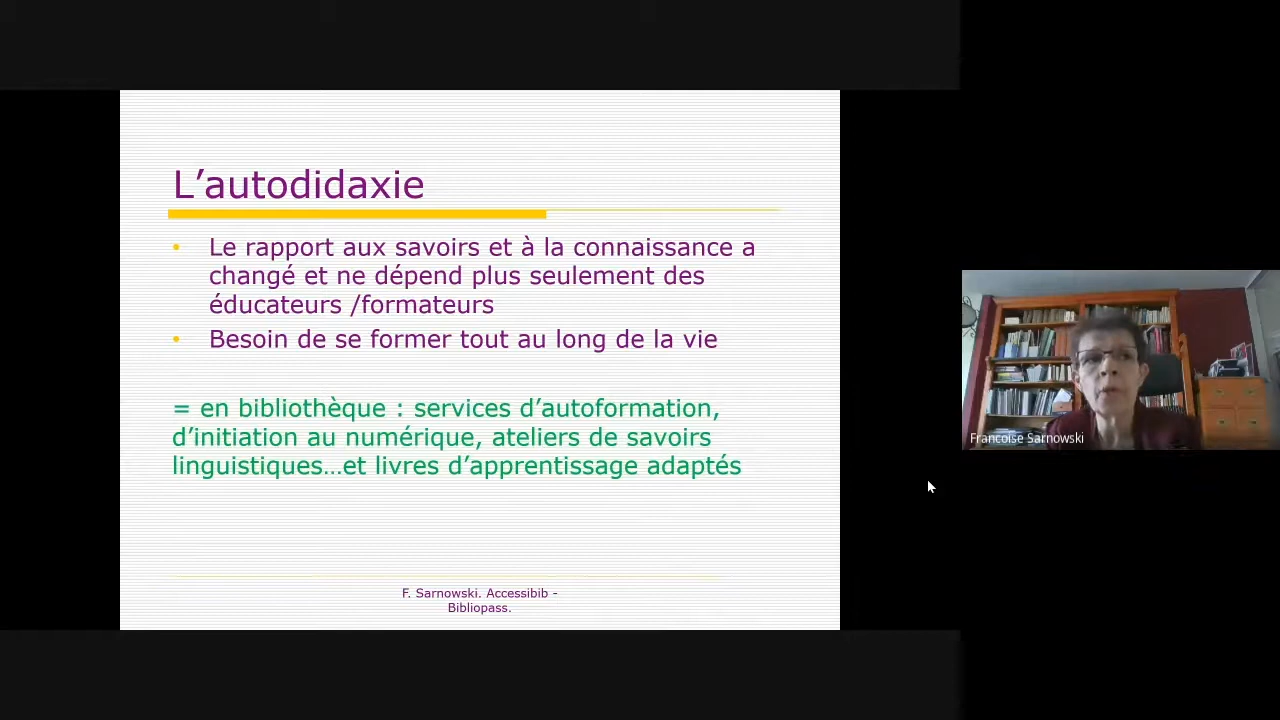 L’autodidaxie
• Le rapport aux savoirs et à la connaissance a
changé et ne dépend plus seulement des
éducateurs /formateurs
• Besoin de se former tout au long de la vie
= en bibliothèque : services d’autoformation,
d’initiation au numérique, ateliers de savoirs
linguistiques…et livres d’apprentissage adaptés
F. Sarnowski. Accessibib -
Bibliopass.
Francoise Sarnowski